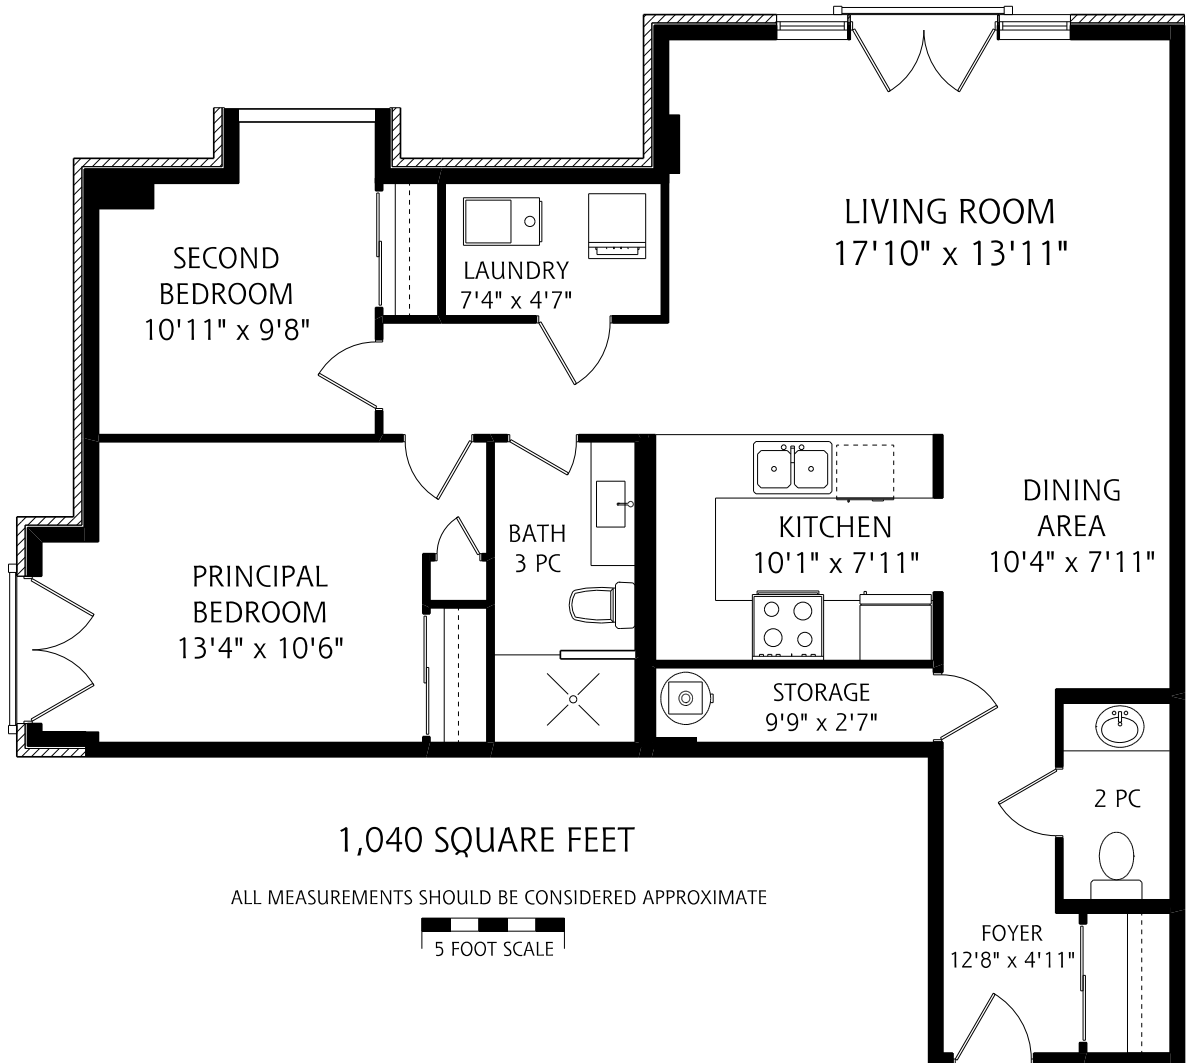 LIVING ROOM
17'10" x 13'11"
SECOND
BEDROOM
10'11" x 9'8"
LAUNDRY
7'4" x 4'7"
DINING
AREA
10'4" x 7'11"
KITCHEN
10'1" x 7'11"
BATH
3 PC
PRINCIPAL
BEDROOM
13'4" x 10'6"
STORAGE
9'9" x 2'7"
2 PC
1,040 SQUARE FEET
ALL MEASUREMENTS SHOULD BE CONSIDERED APPROXIMATE
5 FOOT SCALE
FOYER
12'8" x 4'11"